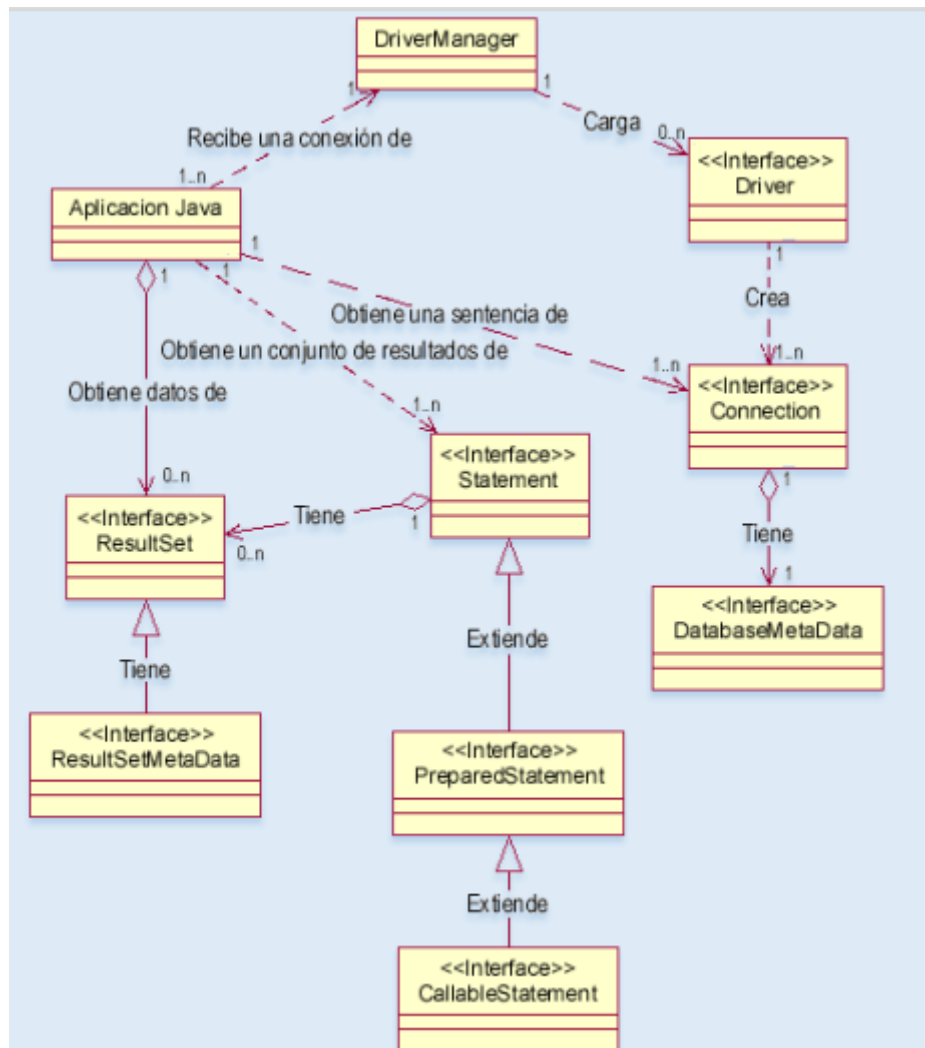 DriverManager
1
1
Carga
Recibe una conexión de
0..n
<<Interface>>
Driver
1..n
Aplicacion Java
1
1
1
1
Crea
Obtiene una sentencia de
Obtiene un conjunto de resultados de
1..n
1..n
<<Interface>>
Connection
Obtiene datos de
1..n
<<Interface>>
Statement
0..n
1
<<Interface>>
ResultSet
Tiene
1
0..n
Tiene
1
<<Interface>>
DatabaseMetaData
Extiende
Tiene
<<Interface>>
ResultSetMetaData
<<Interface>>
PreparedStatement
Extiende
<<Interface>>
CallableStatement